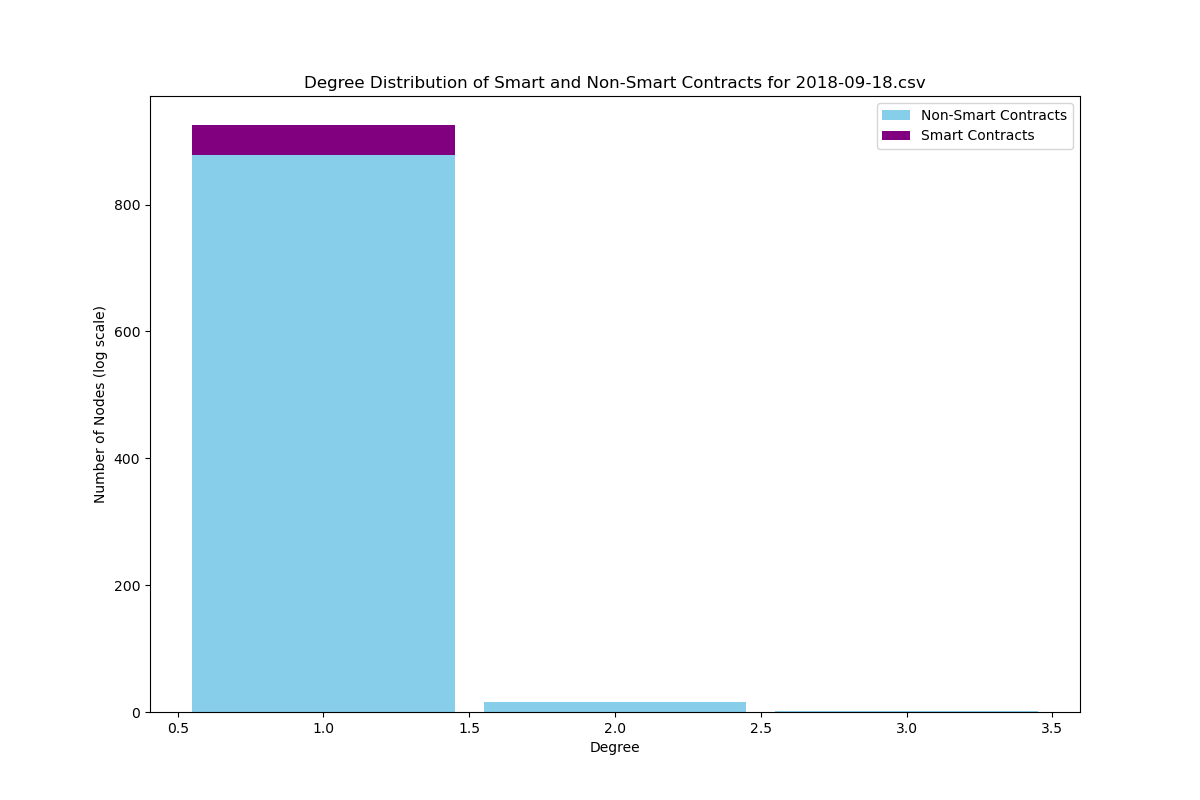 Degree Distribution of Smart and Non-Smart Contracts for 2018-09-18.csv
Non-Smart Contracts
Smart Contracts
Number of Nodes (log scale)
800
600
400
200
0
0.5 1.0 1.5 2.0 2.5 3.0 3.5
Degree